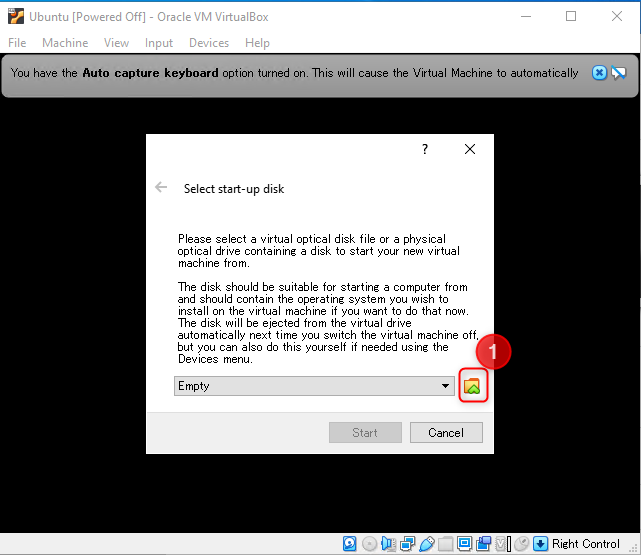 Ubuntu [Powered Off] - Oracle VM VirtualBox
File Machine View Input Devices Help
You have the Auto capture keyboard option turned on. This will cause the Virtual Machine to automatically
?
Select start-up disk
Please select a virtual optical disk file or a physical
optical drive containing a disk to start your new virtual
machine from.
The disk should be suitable for starting a computer from
and should contain the operating system you wish to
install on the virtual machine if you want to do that now.
The disk will be ejected from the virtual drive
automatically next time you switch the virtual machine off,
but you can also do this yourself if needed using the
Devices menu.
1
Empty
Start Cancel
Right Control